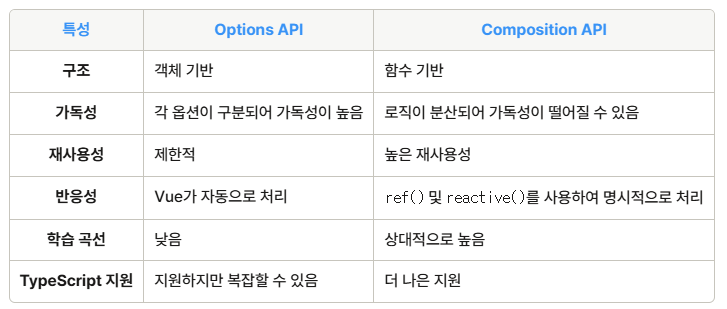 특성 Options API Composition API
구조 객체 기반 함수 기반
가독성 각 옵션이 구분되어 가독성이 높음 로직이 분산되어 가독성이 떨어질 수 있음
재사용성 제한적 높은 재사용성
반응성 Vue가 자동으로 처리 ref() 및 reactive()를 사용하여 명시적으로 처리
학습 곡선 낮음 상대적으로 높음
TypeScript 지원 지원하지만 복잡할 수 있음 더 나은 지원